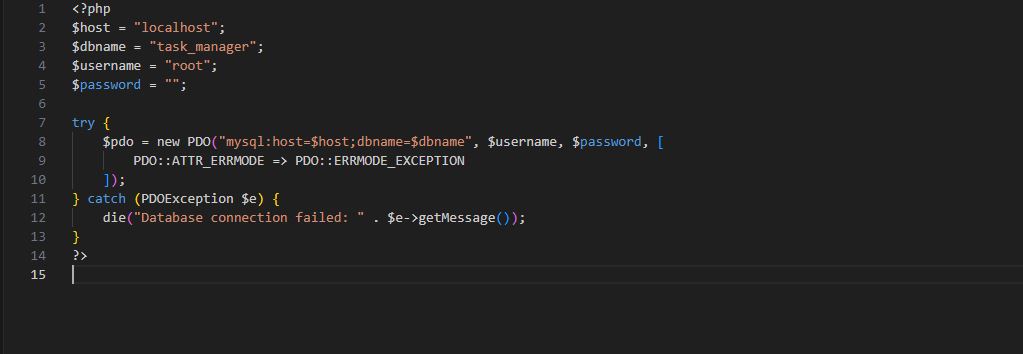 1 <?php
2 $host = "localhost";
3 $dbname = "task_manager";
4 $username = "root";
5 $password = "";
6
7 try {
8     $pdo = new PDO("mysql:host=$host;dbname=$dbname", $username, $password, [
9         PDO::ATTR_ERRMODE => PDO::ERRMODE_EXCEPTION
10     ]);
11 } catch (PDOException $e) {
12     die("Database connection failed: " . $e->getMessage());
13 }
14 ?>
15